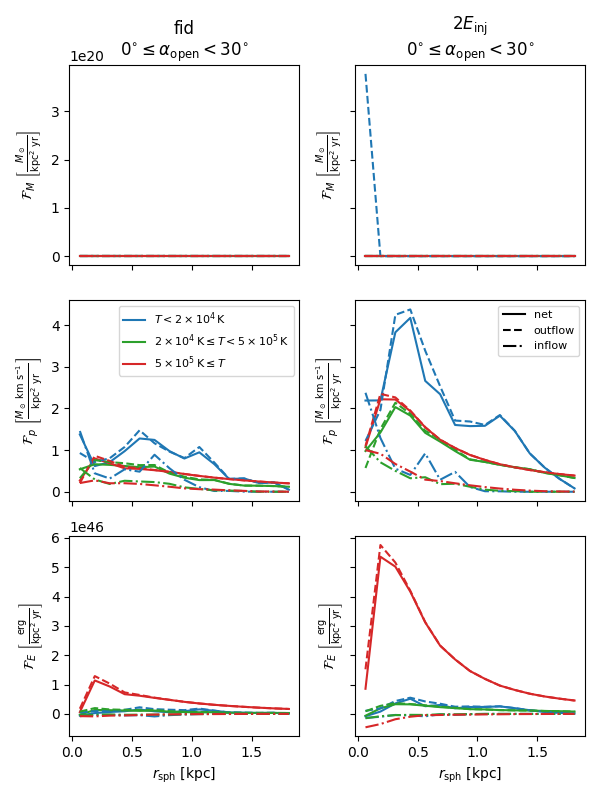 fid
0° ≤ α_open < 30°
2E_inj
0° ≤ α_open < 30°
1e20
3
2
1
0
ℱ_M [M_⊙ / kpc² yr]
ℱ_M [M_⊙ / kpc² yr]
4
3
2
1
0
ℱ_p [M_⊙ km s⁻¹ / kpc² yr]
T < 2 × 10⁴ K
2 × 10⁴ K ≤ T < 5 × 10⁵ K
5 × 10⁵ K ≤ T
ℱ_p [M_⊙ km s⁻¹ / kpc² yr]
net
outflow
inflow
1e46
6
5
4
3
2
1
0
ℱ_E [erg / kpc² yr]
ℱ_E [erg / kpc² yr]
0.0 0.5 1.0 1.5
r_sph [kpc]
0.0 0.5 1.0 1.5
r_sph [kpc]